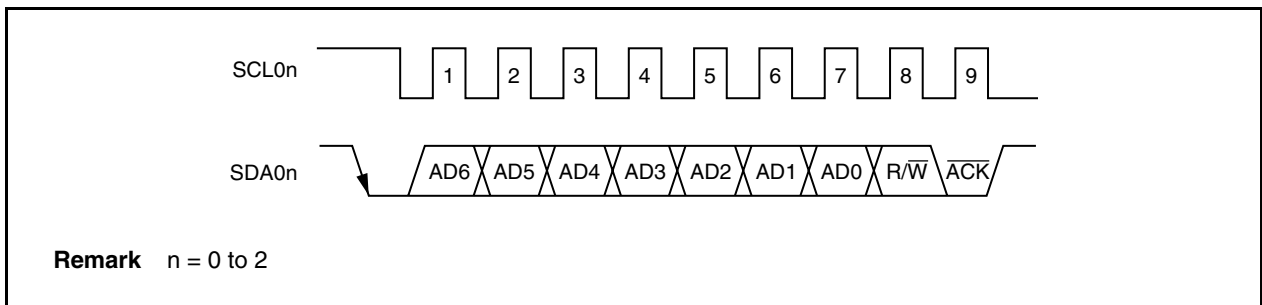 SCL0n 1 2 3 4 5 6 7 8 9
SDA0n AD6 AD5 AD4 AD3 AD2 AD1 AD0 R/W̅ A̅C̅K̅
Remark n = 0 to 2